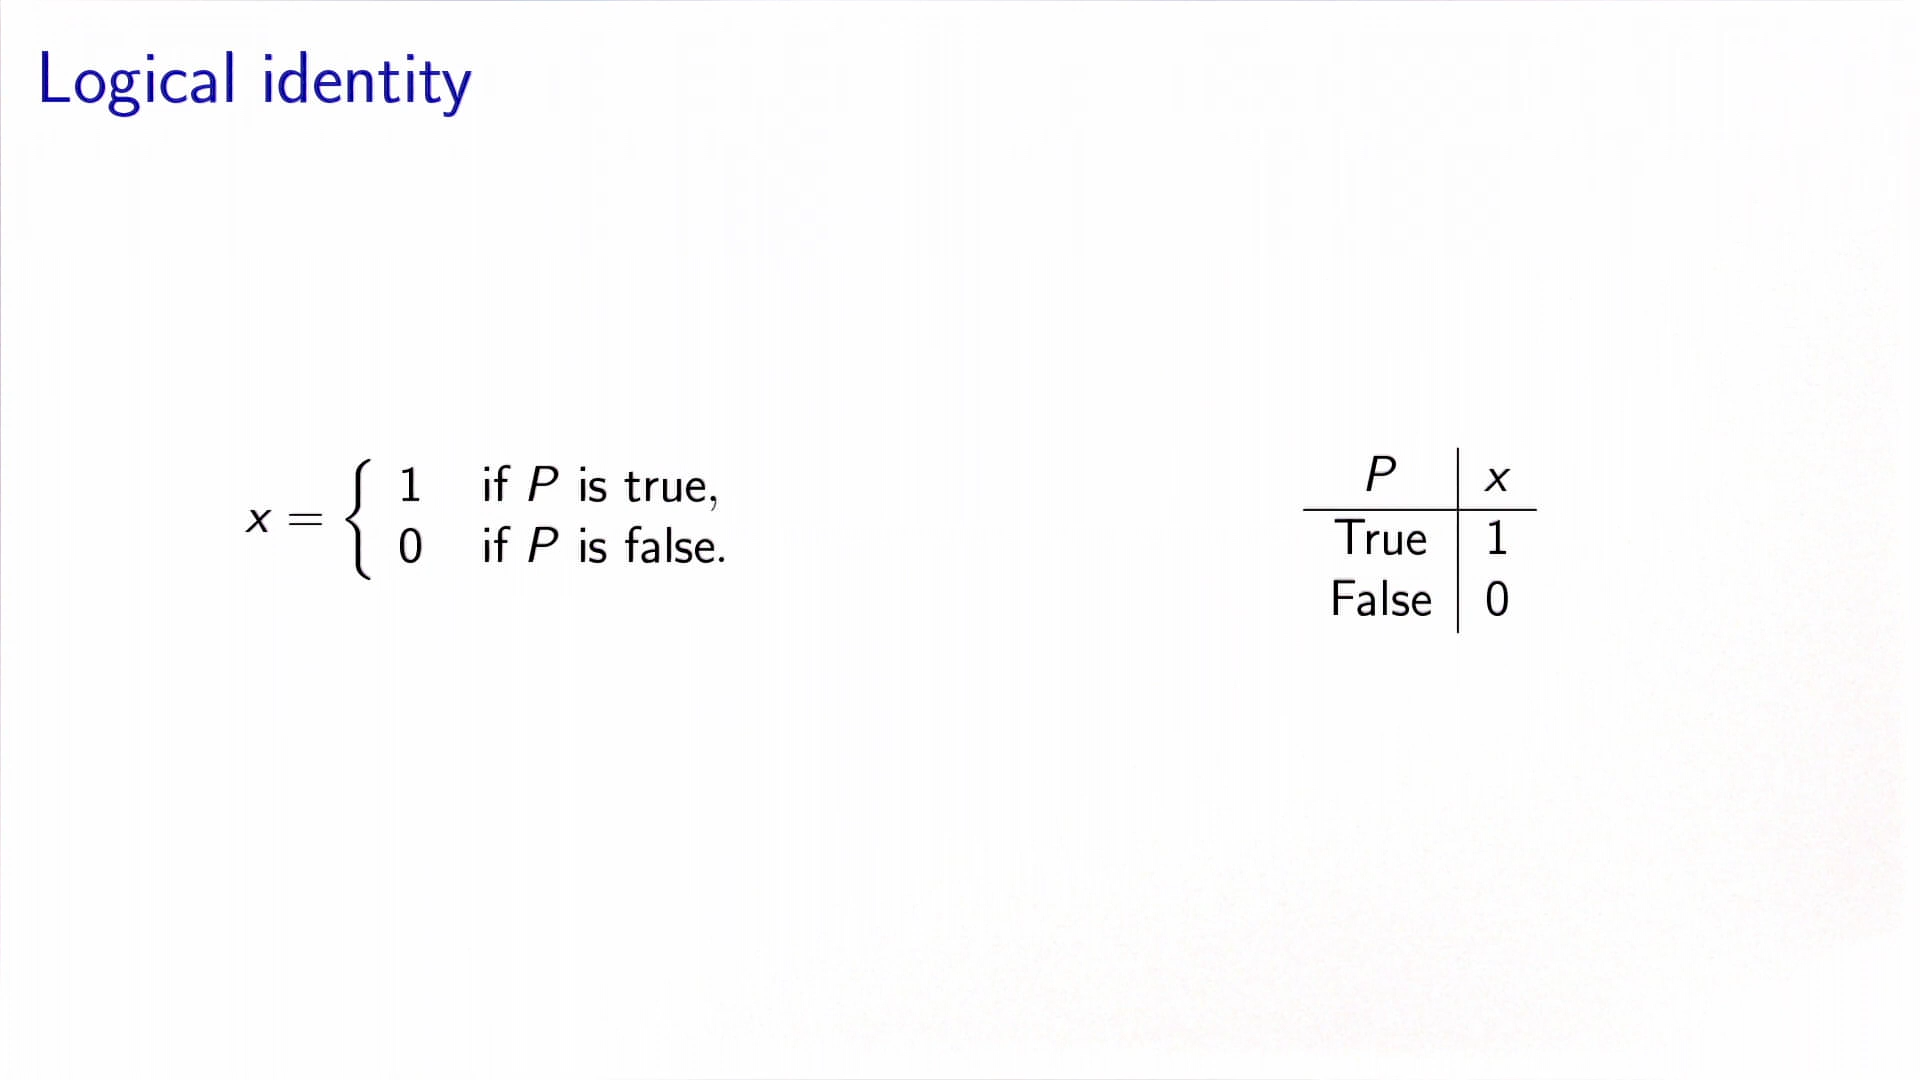 Logical identity
x = { 1 if P is true,
0 if P is false.
P x
True 1
False 0